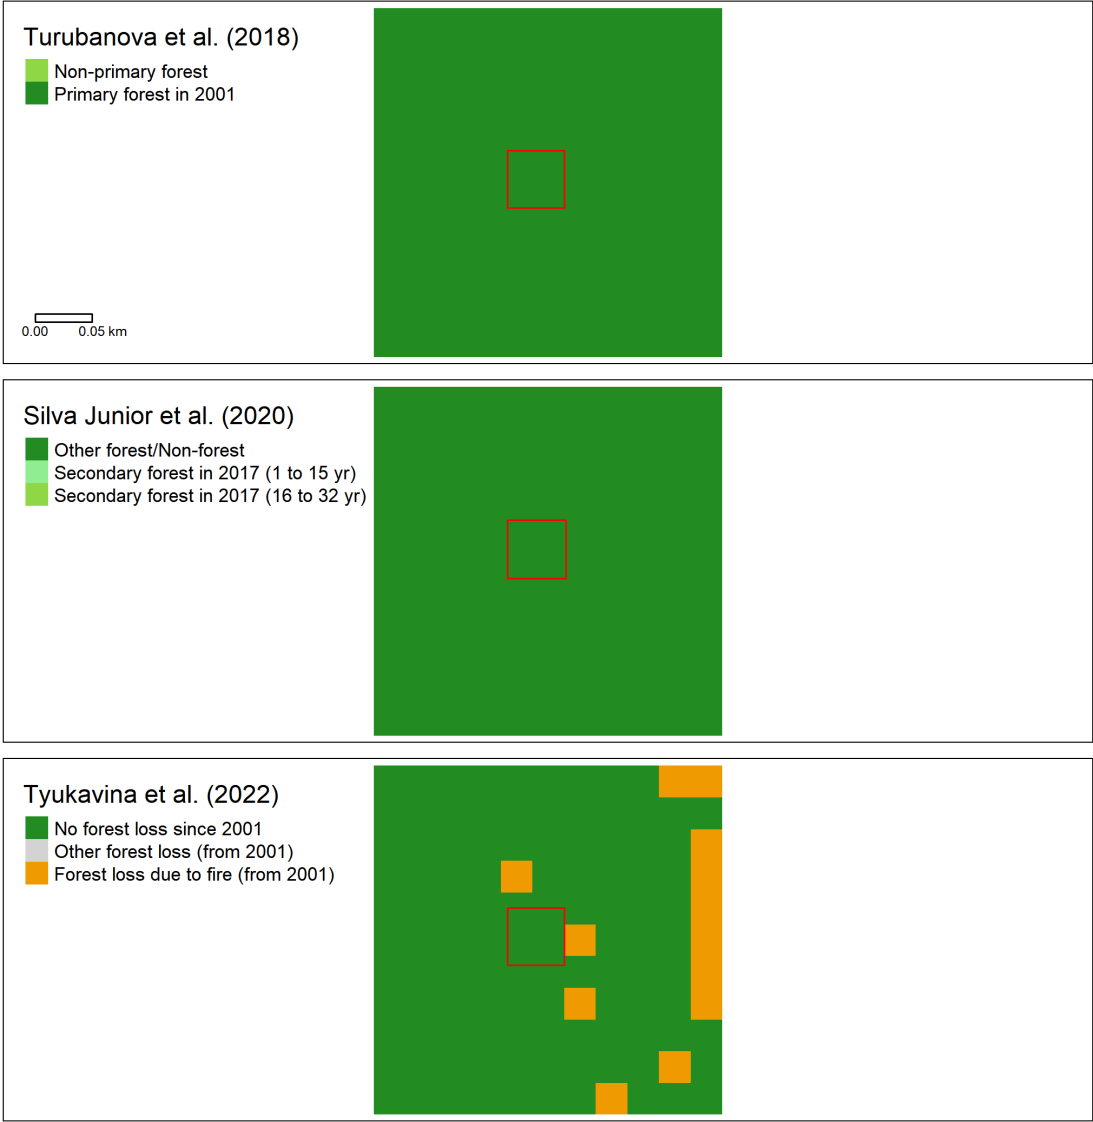 Turubanova et al. (2018)
Non-primary forest
Primary forest in 2001
0.00 0.05 km
Silva Junior et al. (2020)
Other forest/Non-forest
Secondary forest in 2017 (1 to 15 yr)
Secondary forest in 2017 (16 to 32 yr)
Tyukavina et al. (2022)
No forest loss since 2001
Other forest loss (from 2001)
Forest loss due to fire (from 2001)